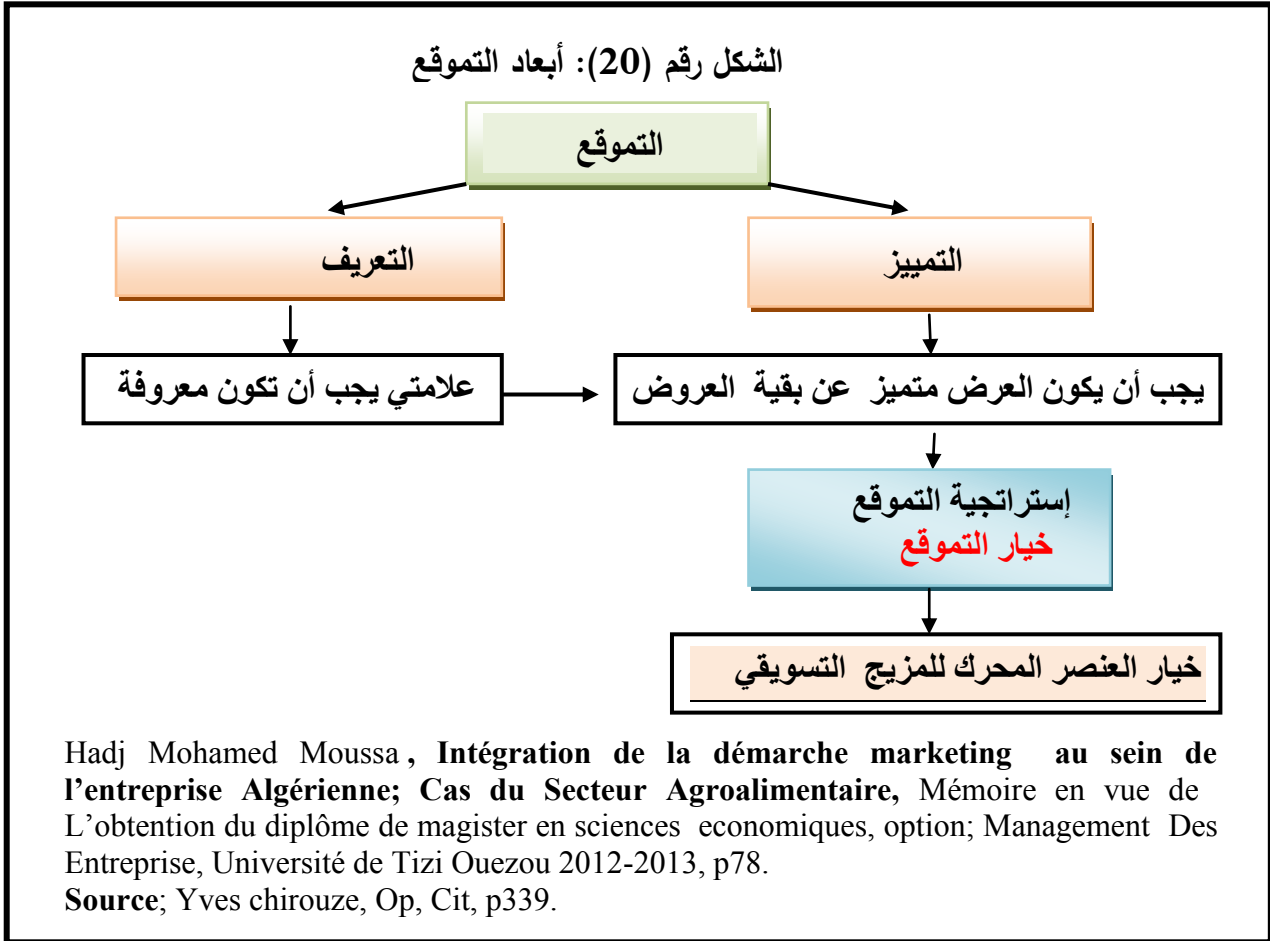 الشكل رقم (20): أبعاد التموقع
التموقع
التمييز
التعريف
يجب أن يكون العرض متميز عن بقية العروض
علامتي يجب أن تكون معروفة
إستراتجية التموقع
خيار التموقع
خيار العنصر المحرك للمزيج التسويقي
Hadj Mohamed Moussa , Intégration de la démarche marketing au sein de
l’entreprise Algérienne; Cas du Secteur Agroalimentaire, Mémoire en vue de
L’obtention du diplôme de magister en sciences economiques, option; Management Des
Entreprise, Université de Tizi Ouezou 2012-2013, p78.
Source; Yves chirouze, Op, Cit, p339.